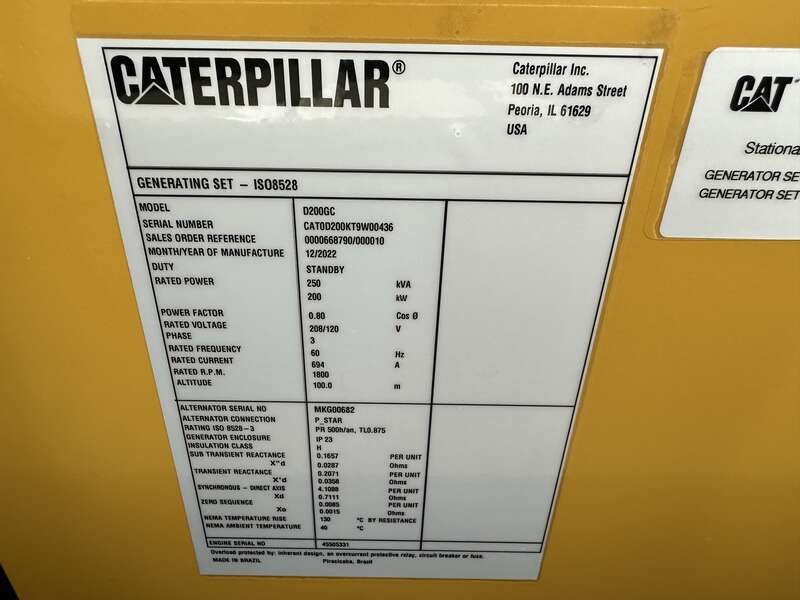 CATERPILLAR®
Caterpillar Inc.
100 N.E. Adams Street
Peoria, IL 61629
USA
GENERATING SET – ISO8528
MODEL D200GC
SERIAL NUMBER CAT0D200KT9W00436
SALES ORDER REFERENCE 0000668790/000010
MONTH/YEAR OF MANUFACTURE 12/2022
DUTY STANDBY
RATED POWER 250 kVA
200 kW
POWER FACTOR 0.80 Cos Ø
RATED VOLTAGE 208/120 V
PHASE 3
RATED FREQUENCY 60 Hz
RATED CURRENT 694 A
RATED R.P.M. 1800
ALTITUDE 100.0 m
ALTERNATOR SERIAL NO MKG00682
ALTERNATOR CONNECTION P_STAR
RATING ISO 8528-3 PR 500h/an, TL0.875
GENERATOR ENCLOSURE IP 23
INSULATION CLASS H
SUB TRANSIENT REACTANCE 0.1657 PER UNIT
X"d 0.0287 Ohms
TRANSIENT REACTANCE 0.2071 PER UNIT
X'd 0.0358 Ohms
SYNCHRONOUS – DIRECT AXIS 4.1088 PER UNIT
Xd 0.7111 Ohms
ZERO SEQUENCE 0.0085 PER UNIT
Xo 0.0015 Ohms
NEMA TEMPERATURE RISE 130 °C BY RESISTANCE
NEMA AMBIENT TEMPERATURE 40 °C
ENGINE SERIAL NO 45505331
Overload protected by: inherent design, an overcurrent protective relay, circuit breaker or fuse.
MADE IN BRAZIL Piracicaba, Brazil
CAT
Stationa
GENERATOR SE
GENERATOR SET